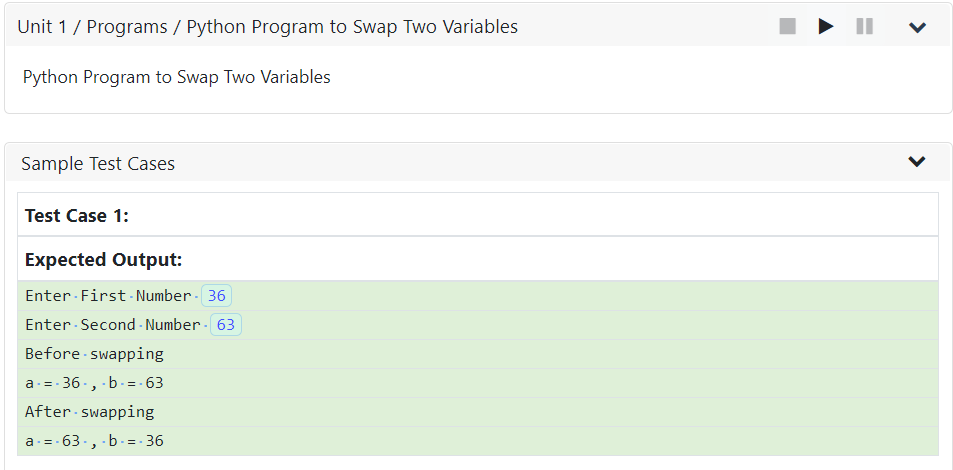 Unit 1 / Programs / Python Program to Swap Two Variables
Python Program to Swap Two Variables
Sample Test Cases
Test Case 1:
Expected Output:
Enter·First·Number· 36
Enter·Second·Number· 63
Before·swapping
a·=·36·,·b·=·63
After·swapping
a·=·63·,·b·=·36